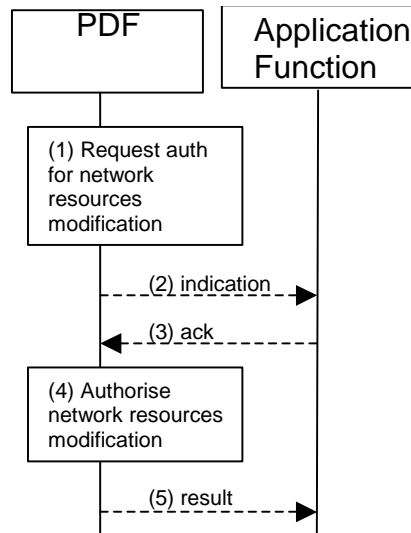 PDF
Application
Function
(1) Request auth
for network
resources
modification
(2) indication
(3) ack
(4) Authorise
network resources
modification
(5) result